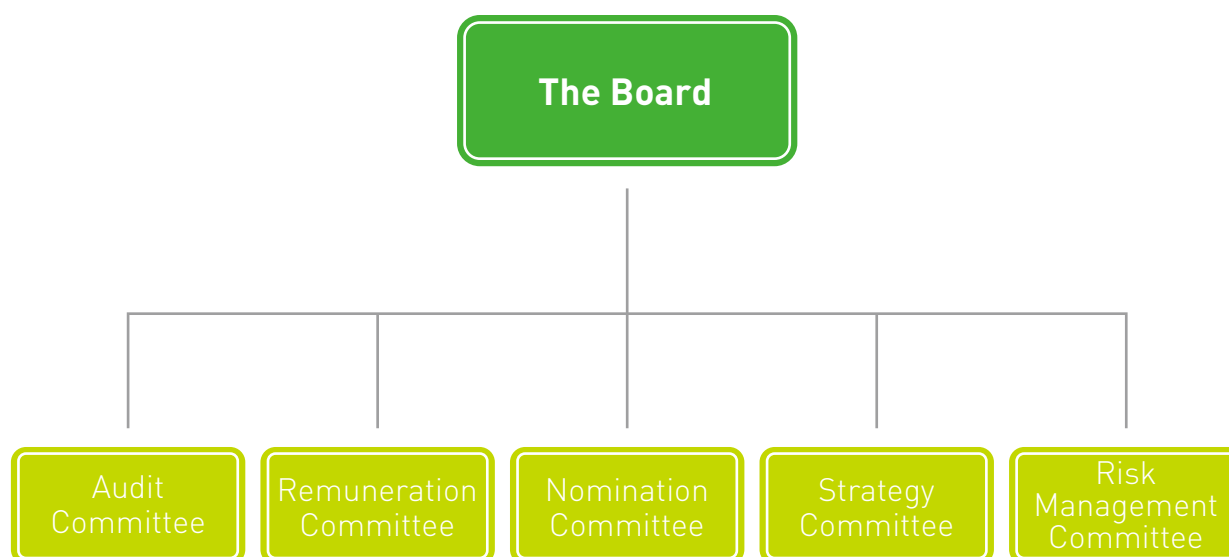 The Board
Audit
Committee
Remuneration
Committee
Nomination
Committee
Strategy
Committee
Risk
Management
Committee